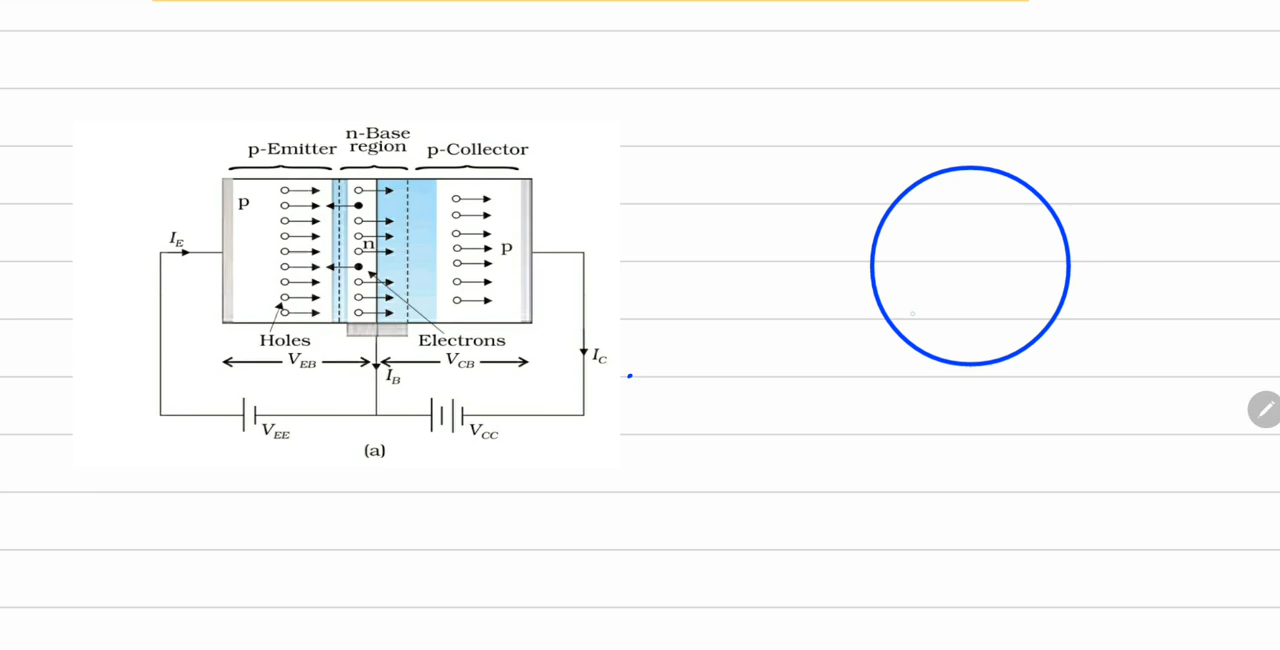 n-Base
p-Emitter region p-Collector
p
n
p
I_E
Holes
Electrons
V_EB
V_CB
I_B
I_C
V_EE
V_CC
(a)